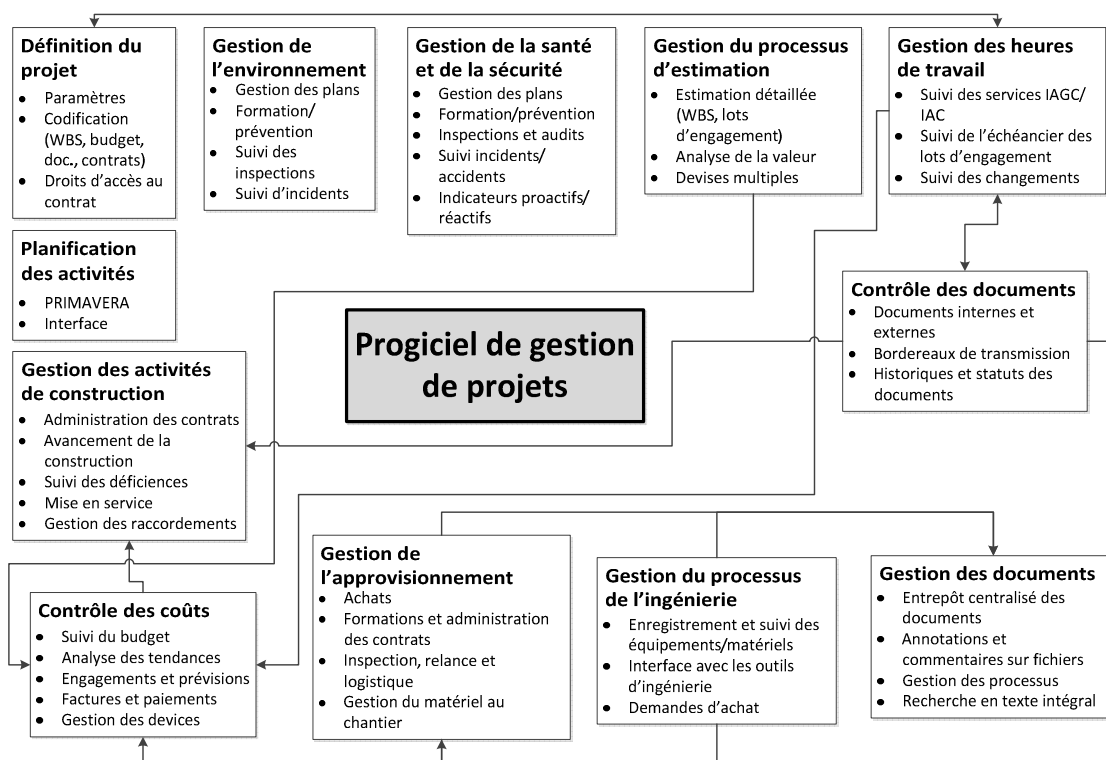 Définition du
projet
● Paramètres
● Codification
(WBS, budget,
doc., contrats)
● Droits d’accès au
contrat
Gestion de
l’environnement
● Gestion des plans
● Formation/
prévention
● Suivi des
inspections
● Suivi d’incidents
Gestion de la santé
et de la sécurité
● Gestion des plans
● Formation/prévention
● Inspections et audits
● Suivi incidents/
accidents
● Indicateurs proactifs/
réactifs
Gestion du processus
d’estimation
● Estimation détaillée
(WBS, lots
d’engagement)
● Analyse de la valeur
● Devises multiples
Gestion des heures
de travail
● Suivi des services IAGC/
IAC
● Suivi de l’échéancier des
lots d’engagement
● Suivi des changements
Planification
des activités
● PRIMAVERA
● Interface
Progiciel de gestion
de projets
Contrôle des documents
● Documents internes et
externes
● Bordereaux de transmission
● Historiques et statuts des
documents
Gestion des activités
de construction
● Administration des contrats
● Avancement de la
construction
● Suivi des déficiences
● Mise en service
● Gestion des raccordements
Contrôle des coûts
● Suivi du budget
● Analyse des tendances
● Engagements et prévisions
● Factures et paiements
● Gestion des devices
Gestion de
l’approvisionnement
● Achats
● Formations et administration
des contrats
● Inspection, relance et
logistique
● Gestion du matériel au
chantier
Gestion du processus
de l’ingénierie
● Enregistrement et suivi des
équipements/matériels
● Interface avec les outils
d’ingénierie
● Demandes d’achat
Gestion des documents
● Entrepôt centralisé des
documents
● Annotations et
commentaires sur fichiers
● Gestion des processus
● Recherche en texte intégral